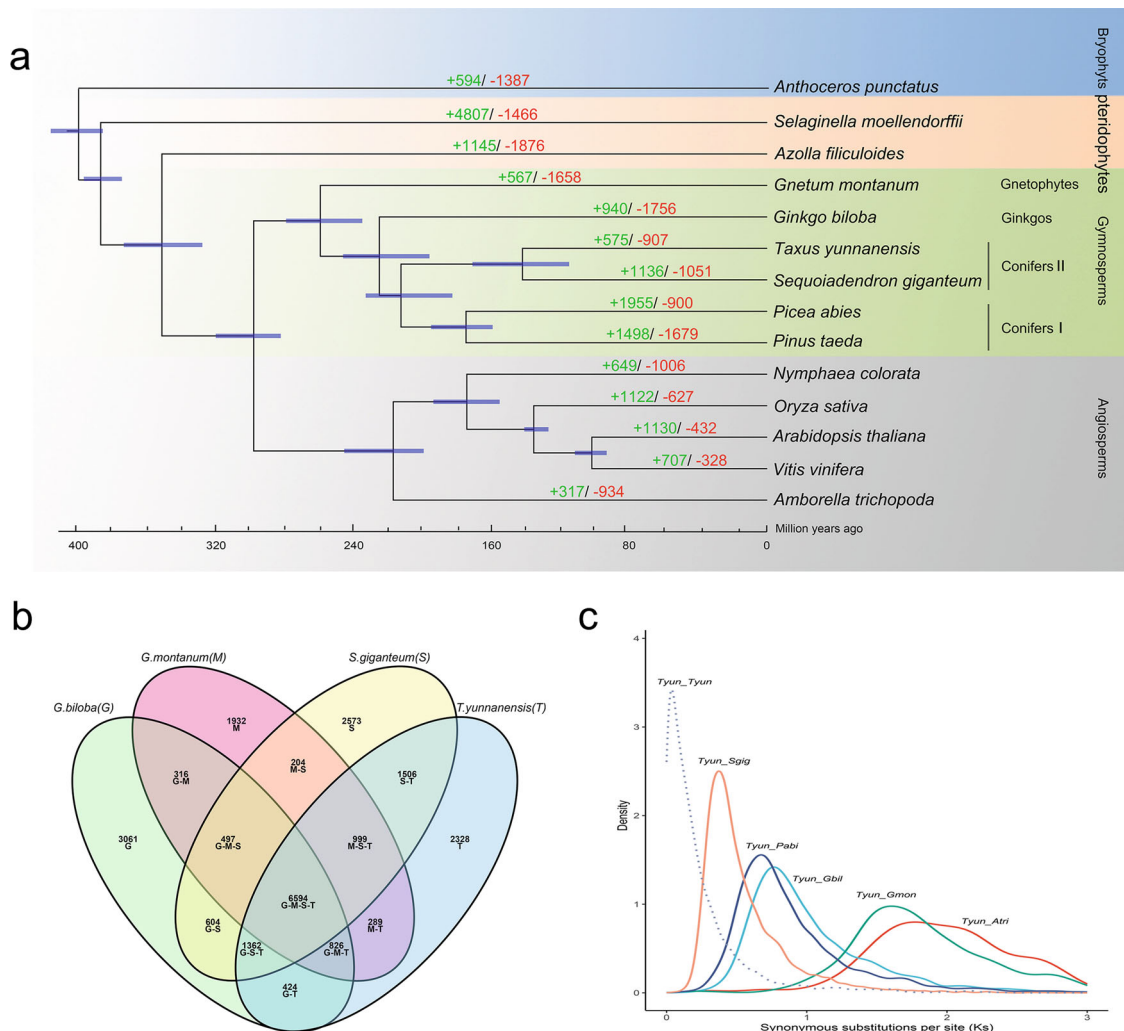 a
Bryophyts
pteridophytes
Gymnosperms
Angiosperms
+594/ -1387
Anthoceros punctatus
+4807/ -1466
Selaginella moellendorffii
+1145/ -1876
Azolla filiculoides
+567/ -1658
Gnetum montanum
Gnetophytes
+940/ -1756
Ginkgo biloba
Ginkgos
+575/ -907
Taxus yunnanensis
+1136/ -1051
Sequoiadendron giganteum
Conifers II
+1955/ -900
Picea abies
+1498/ -1679
Pinus taeda
Conifers I
+649/ -1006
Nymphaea colorata
+1122/ -627
Oryza sativa
+1130/ -432
Arabidopsis thaliana
+707/ -328
Vitis vinifera
+317/ -934
Amborella trichopoda
Million years ago
400 320 240 160 80 0
b
G.montanum(M)
S.giganteum(S)
G.biloba(G)
T.yunnanensis(T)
1932
M
2573
S
204
M-S
316
G-M
1506
S-T
3061
G
497
G-M-S
999
M-S-T
2328
T
6594
G-M-S-T
604
G-S
289
M-T
1362
G-S-T
826
G-M-T
424
G-T
c
4
3
2
1
0
Density
Tyun_Tyun
Tyun_Sgig
Tyun_Pabi
Tyun_Gbil
Tyun_Gmon
Tyun_Atri
0 1 2 3
Synonymous substitutions per site (Ks)